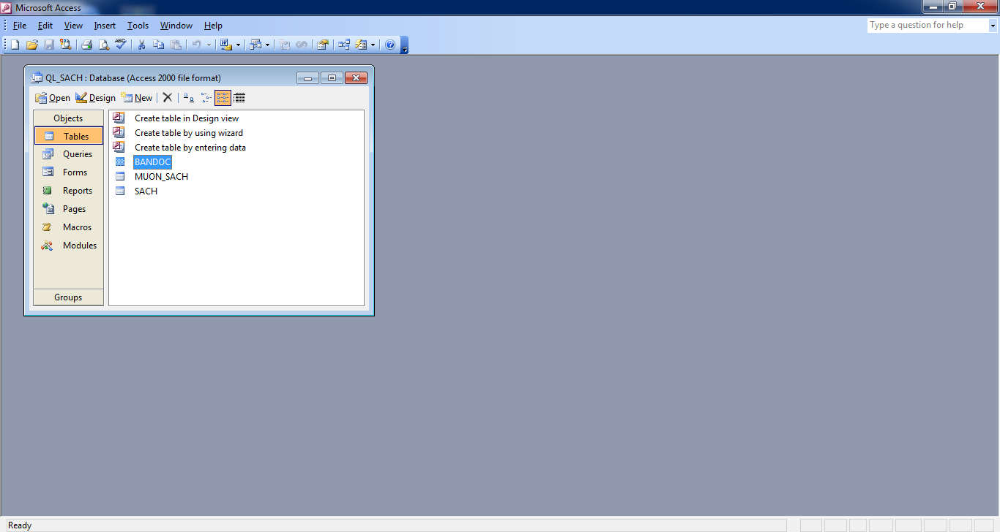 Microsoft Access
File Edit View Insert Tools Window Help
Type a question for help
QL_SACH : Database (Access 2000 file format)
Open Design New
Objects
Tables
Queries
Forms
Reports
Pages
Macros
Modules
Groups
Create table in Design view
Create table by using wizard
Create table by entering data
BANDOC
MUON_SACH
SACH
Ready